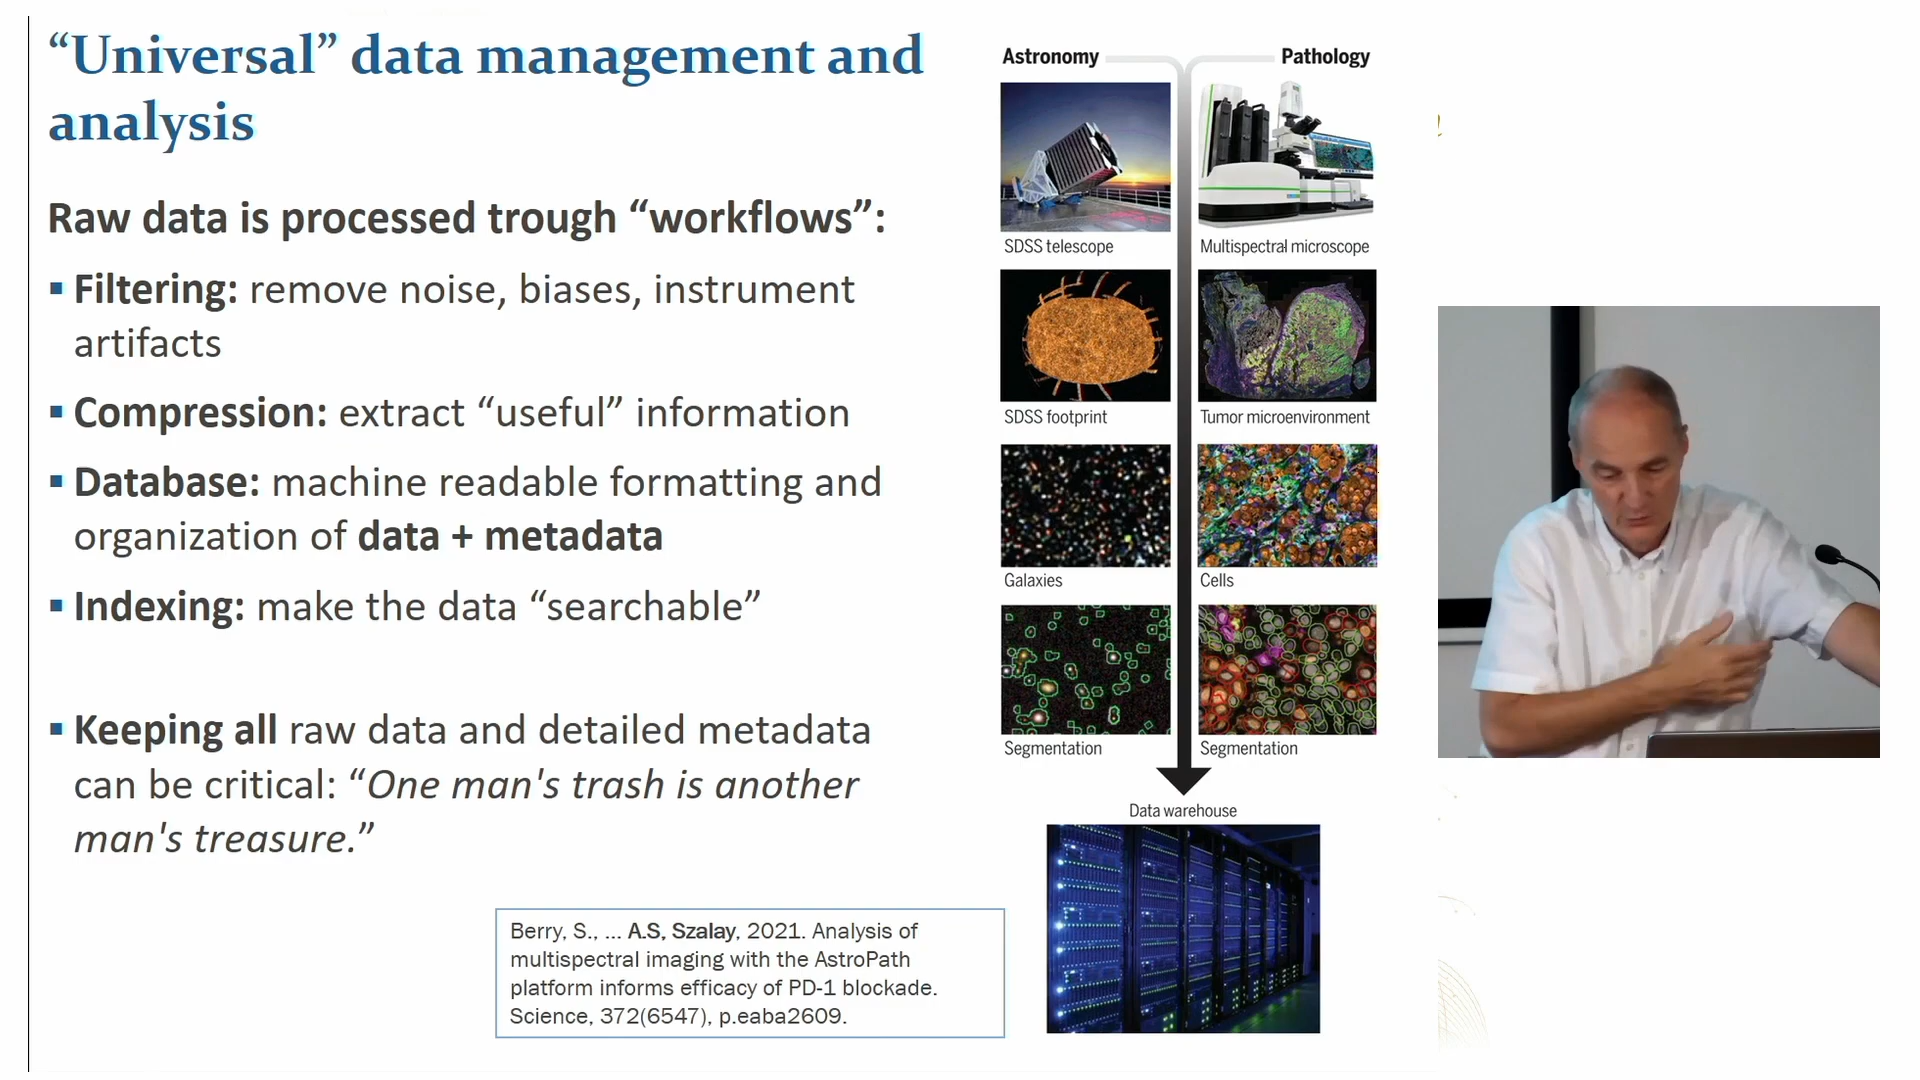 “Universal” data management and
analysis
Raw data is processed trough “workflows”:
▪ Filtering: remove noise, biases, instrument
artifacts
▪ Compression: extract “useful” information
▪ Database: machine readable formatting and
organization of data + metadata
▪ Indexing: make the data “searchable”
▪ Keeping all raw data and detailed metadata
can be critical: “One man's trash is another
man's treasure.”
Berry, S., ... A.S, Szalay, 2021. Analysis of
multispectral imaging with the AstroPath
platform informs efficacy of PD-1 blockade.
Science, 372(6547), p.eaba2609.
Astronomy
Pathology
SDSS telescope
Multispectral microscope
SDSS footprint
Tumor microenvironment
Galaxies
Cells
Segmentation
Segmentation
Data warehouse